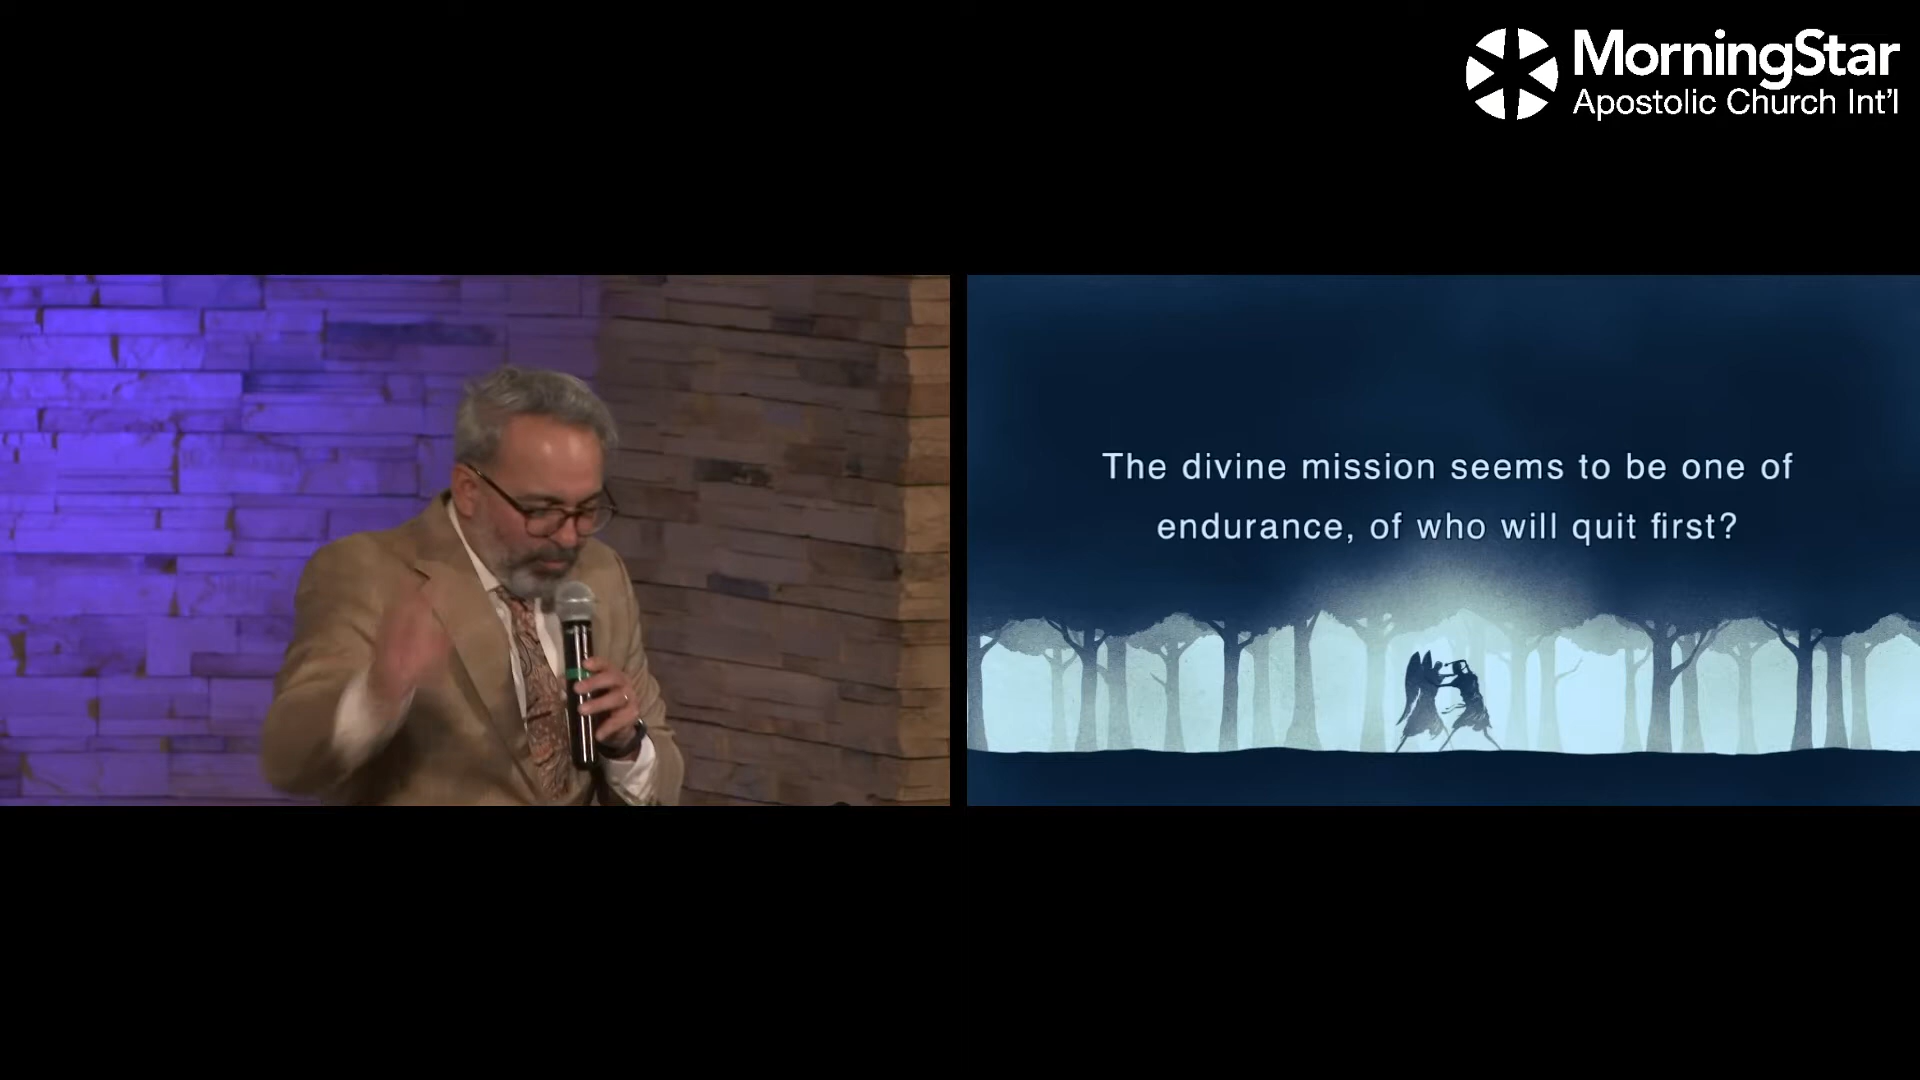 MorningStar
Apostolic Church Int'l
The divine mission seems to be one of
endurance, of who will quit first?